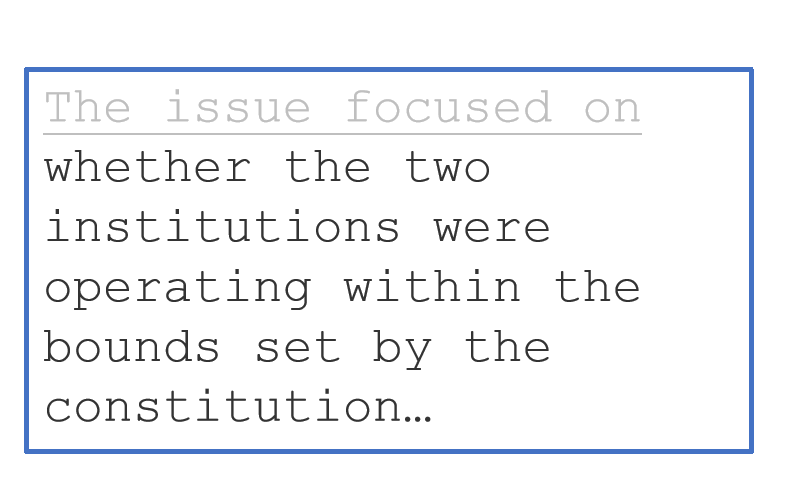 The issue focused on
whether the two
institutions were
operating within the
bounds set by the
constitution…